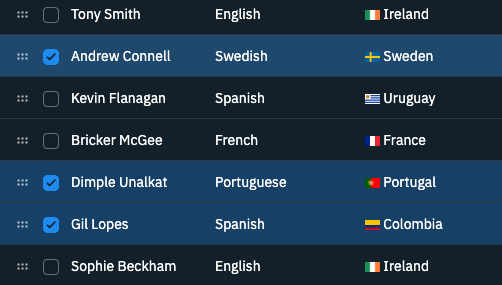 Tony Smith English Ireland
Andrew Connell Swedish Sweden
Kevin Flanagan Spanish Uruguay
Bricker McGee French France
Dimple Unalkat Portuguese Portugal
Gil Lopes Spanish Colombia
Sophie Beckham English Ireland